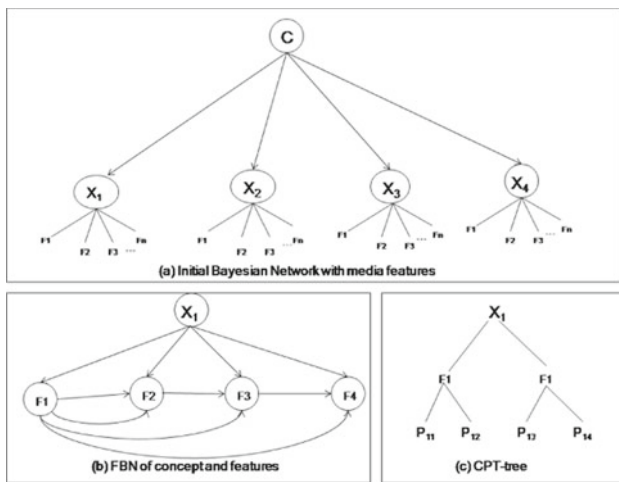 C
X1 X2 X3 X4
F1 F2 F3 ... Fn F1 F2 F3 ... Fn F1 F2 F3 ... Fn F1 F2 F3 ... Fn
(a) Initial Bayesian Network with media features
X1
F1 F2 F3 F4
(b) FBN of concept and features
X1
F1 F1
P11 P12 P13 P14
(c) CPT-tree